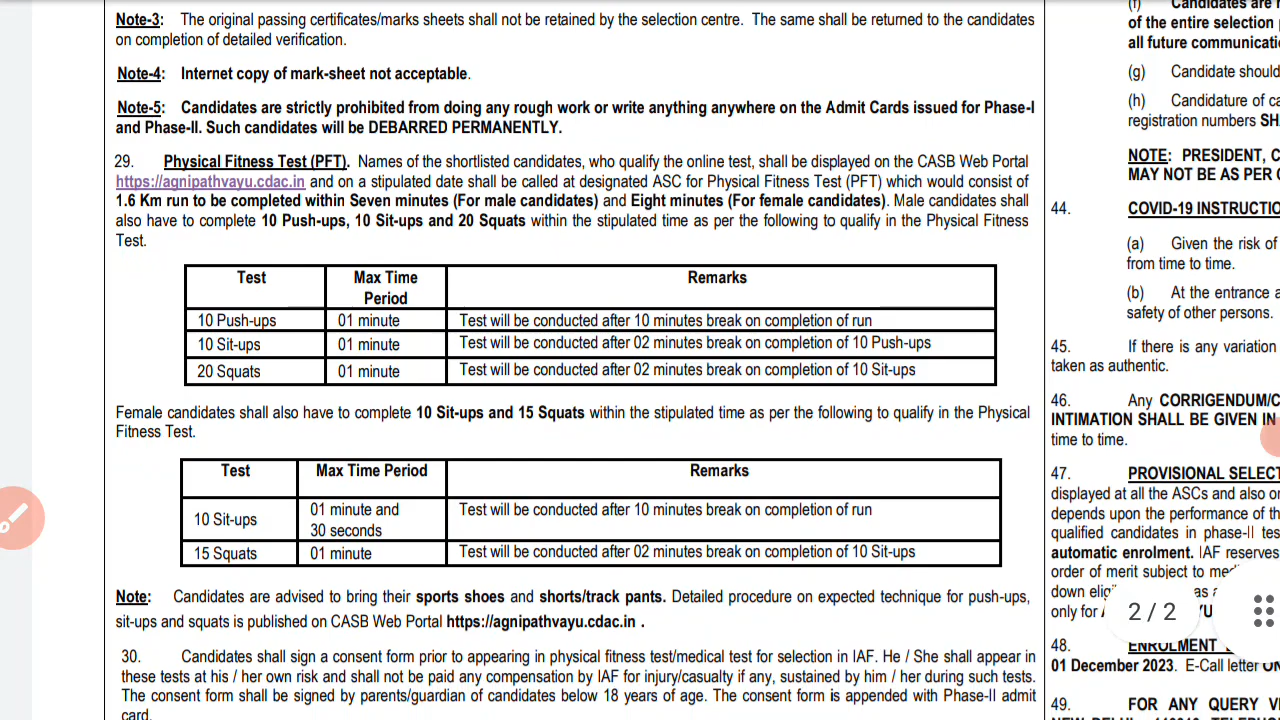 Note-3: The original passing certificates/marks sheets shall not be retained by the selection centre. The same shall be returned to the candidates
on completion of detailed verification.
Note-4: Internet copy of mark-sheet not acceptable.
Note-5: Candidates are strictly prohibited from doing any rough work or write anything anywhere on the Admit Cards issued for Phase-I
and Phase-II. Such candidates will be DEBARRED PERMANENTLY.
29. Physical Fitness Test (PFT). Names of the shortlisted candidates, who qualify the online test, shall be displayed on the CASB Web Portal
https://agnipathvayu.cdac.in and on a stipulated date shall be called at designated ASC for Physical Fitness Test (PFT) which would consist of
1.6 Km run to be completed within Seven minutes (For male candidates) and Eight minutes (For female candidates). Male candidates shall
also have to complete 10 Push-ups, 10 Sit-ups and 20 Squats within the stipulated time as per the following to qualify in the Physical Fitness
Test.
Test Max Time Remarks
Period
10 Push-ups 01 minute Test will be conducted after 10 minutes break on completion of run
10 Sit-ups 01 minute Test will be conducted after 02 minutes break on completion of 10 Push-ups
20 Squats 01 minute Test will be conducted after 02 minutes break on completion of 10 Sit-ups
Female candidates shall also have to complete 10 Sit-ups and 15 Squats within the stipulated time as per the following to qualify in the Physical
Fitness Test.
Test Max Time Period Remarks
10 Sit-ups 01 minute and Test will be conducted after 10 minutes break on completion of run
30 seconds
15 Squats 01 minute Test will be conducted after 02 minutes break on completion of 10 Sit-ups
Note: Candidates are advised to bring their sports shoes and shorts/track pants. Detailed procedure on expected technique for push-ups,
sit-ups and squats is published on CASB Web Portal https://agnipathvayu.cdac.in .
30. Candidates shall sign a consent form prior to appearing in physical fitness test/medical test for selection in IAF. He / She shall appear in
these tests at his / her own risk and shall not be paid any compensation by IAF for injury/casualty if any, sustained by him / her during such tests.
The consent form shall be signed by parents/guardian of candidates below 18 years of age. The consent form is appended with Phase-II admit
card.
(f) Candidates are
of the entire selection
all future
(g) Candidate should
(h) Candidature of
registration numbers
NOTE: PRESIDENT,
MAY NOT BE AS PER
44. COVID-19
(a) Given the risk of
from time to time.
(b) At the entrance
safety of other persons.
45. If there is any variation
taken as authentic.
46. Any
INTIMATION SHALL BE GIVEN IN
time to time.
47. PROVISIONAL
displayed at all the ASCs and also
depends upon the performance of
qualified candidates in phase-II
automatic enrolment. IAF reserves
order of merit subject to
down
only for
2 / 2
48. ENROLMENT
01 December 2023. E-Call letter
49. FOR ANY QUERY